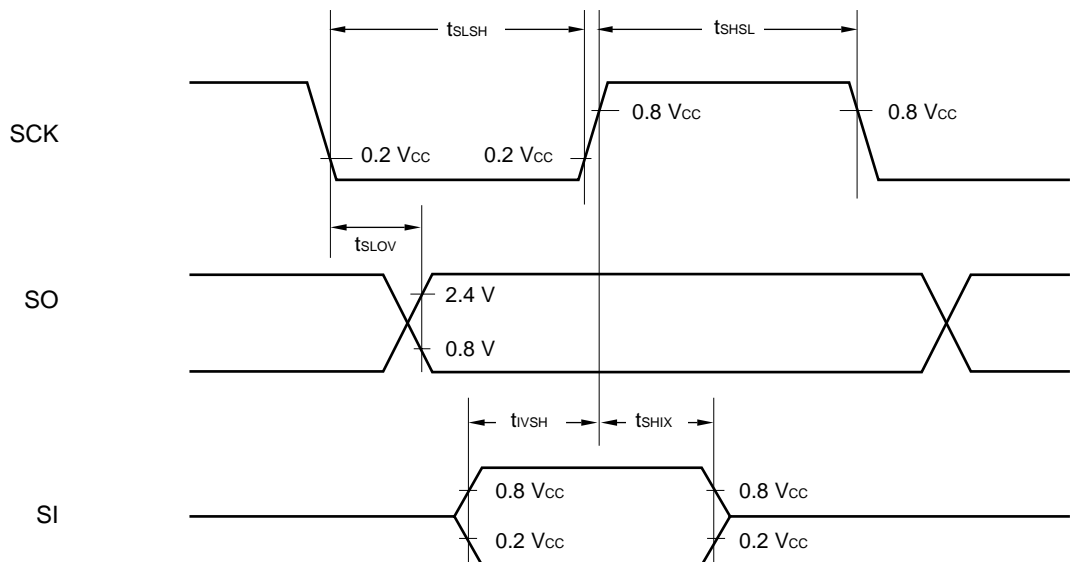 tSLSH
tSHSL
SCK
0.8 VCC
0.8 VCC
0.2 VCC
0.2 VCC
tSLOV
SO
2.4 V
0.8 V
tIVSH
tSHIX
SI
0.8 VCC
0.8 VCC
0.2 VCC
0.2 VCC